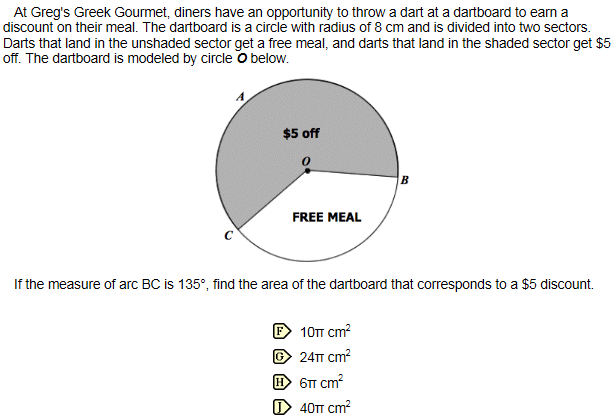 At Greg's Greek Gourmet, diners have an opportunity to throw a dart at a dartboard to earn a
discount on their meal. The dartboard is a circle with radius of 8 cm and is divided into two sectors.
Darts that land in the unshaded sector get a free meal, and darts that land in the shaded sector get $5
off. The dartboard is modeled by circle O below.
A
$5 off
O
B
FREE MEAL
C
If the measure of arc BC is 135°, find the area of the dartboard that corresponds to a $5 discount.
F 10π cm²
G 24π cm²
H 6π cm²
J 40π cm²